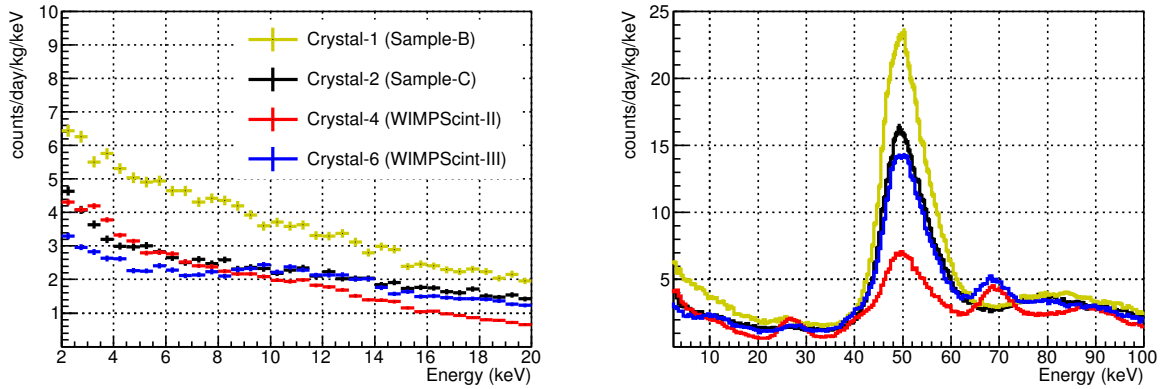 counts/day/kg/keV
10
9
8
7
6
5
4
3
2
1
Crystal-1 (Sample-B)
Crystal-2 (Sample-C)
Crystal-4 (WIMPScint-II)
Crystal-6 (WIMPScint-III)
2 4 6 8 10 12 14 16 18 20
Energy (keV)
counts/day/kg/keV
25
20
15
10
5
10 20 30 40 50 60 70 80 90 100
Energy (keV)